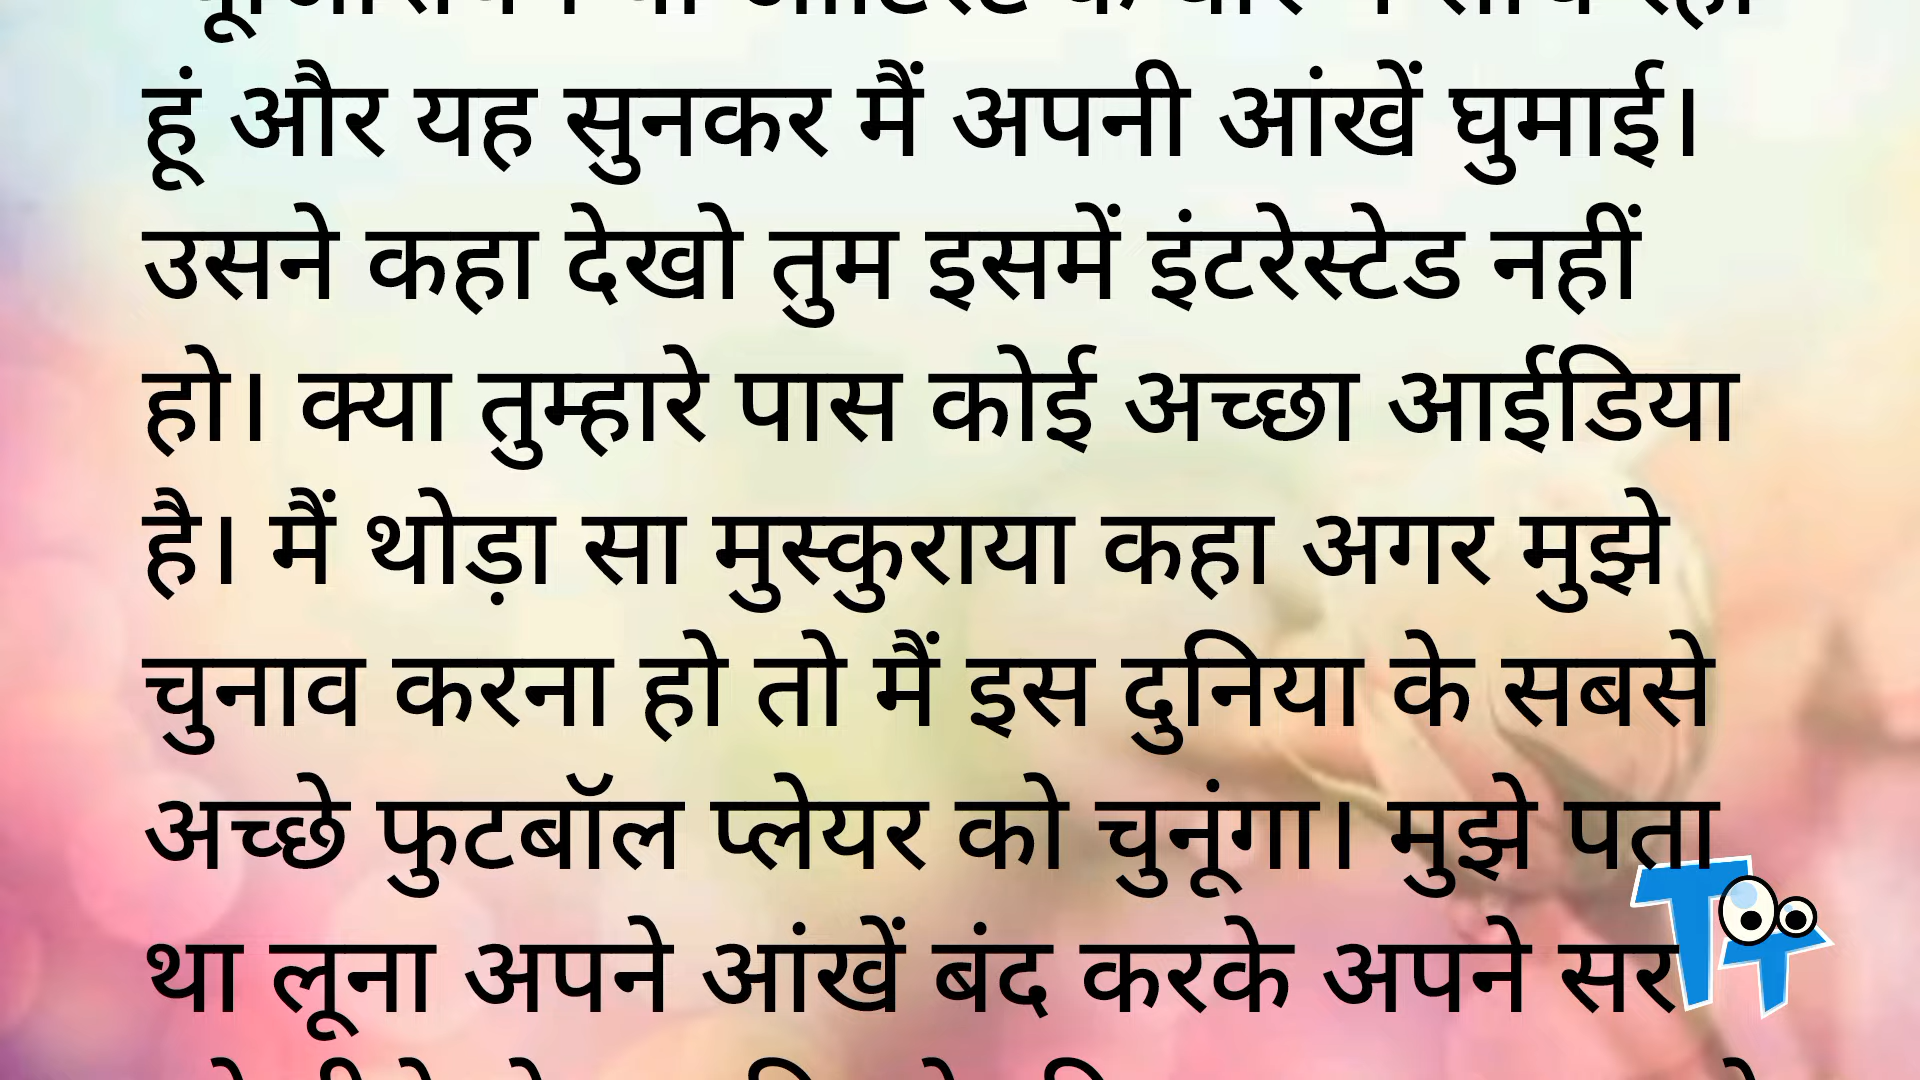 हूं और यह सुनकर मैं अपनी आंखें घुमाई।
उसने कहा देखो तुम इसमें इंटरेस्टेड नहीं
हो। क्या तुम्हारे पास कोई अच्छा आईडिया
है। मैं थोड़ा सा मुस्कुराया कहा अगर मुझे
चुनाव करना हो तो मैं इस दुनिया के सबसे
अच्छे फुटबॉल प्लेयर को चुनूंगा। मुझे पता
था लूना अपने आंखें बंद करके अपने सर
TT